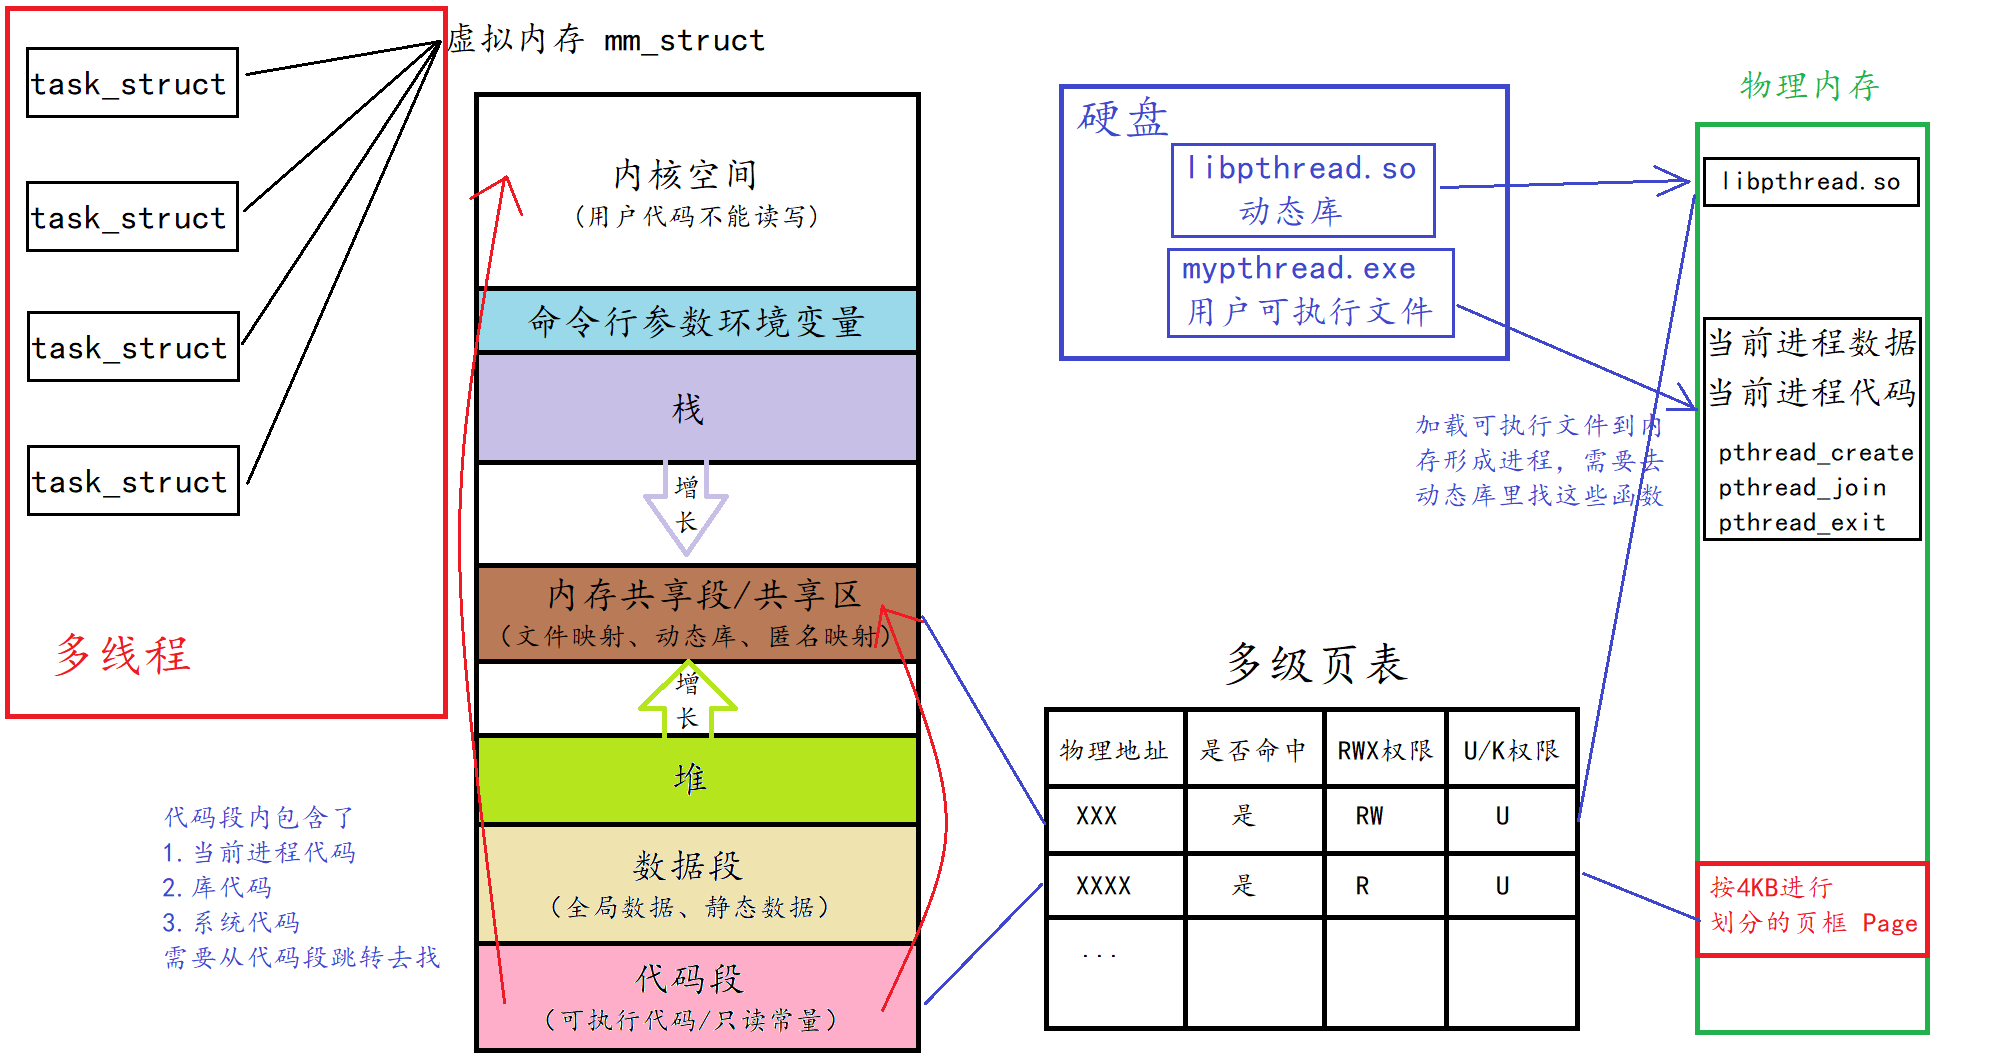 虚拟内存 mm_struct
task_struct
task_struct
task_struct
task_struct
多线程
内核空间
（用户代码不能读写）
命令行参数环境变量
栈
增
长
内存共享段/共享区
（文件映射、动态库、匿名映射）
增
长
堆
数据段
（全局数据、静态数据）
代码段
（可执行代码/只读常量）
代码段内包含了
1.当前进程代码
2.库代码
3.系统代码
需要从代码段跳转去找
硬盘
libpthread.so
动态库
mypthread.exe
用户可执行文件
加载可执行文件到内
存形成进程，需要去
动态库里找这些函数
物理内存
libpthread.so
当前进程数据
当前进程代码
pthread_create
pthread_join
pthread_exit
按4KB进行
划分的页框 Page
多级页表
物理地址 是否命中 RWX权限 U/K权限
XXX 是 RW U
XXXX 是 R U
...